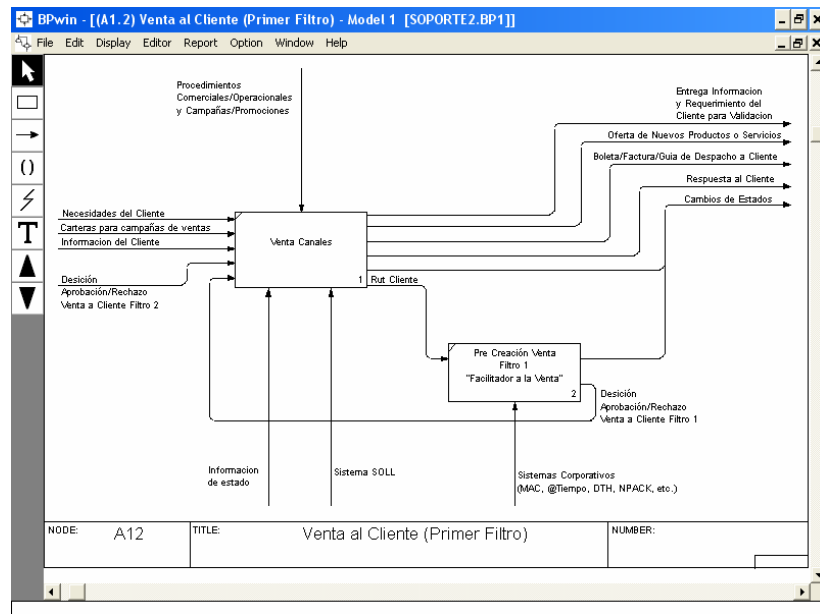 BPwin - [(A1.2) Venta al Cliente (Primer Filtro) - Model 1 [SOPORTE2.BP1]]
File Edit Display Editor Report Option Window Help
T
Procedimientos
Comerciales/Operacionales
y Campañas/Promociones
Entrega Informacion
y Requerimiento del
Cliente para Validacion
Oferta de Nuevos Productos o Servicios
Boleta/Factura/Guia de Despacho a Cliente
Respuesta al Cliente
Cambios de Estados
Necesidades del Cliente
Carteras para campañas de ventas
Informacion del Cliente
Desición
Aprobación/Rechazo
Venta a Cliente Filtro 2
Venta Canales
1
Rut Cliente
Pre Creación Venta
Filtro 1
"Facilitador a la Venta"
2
Desición
Aprobación/Rechazo
Venta a Cliente Filtro 1
Informacion
de estado
Sistema SOLL
Sistemas Corporativos
(MAC, @Tiempo, DTH, NPACK, etc.)
NODE: A12
TITLE: Venta al Cliente (Primer Filtro)
NUMBER: